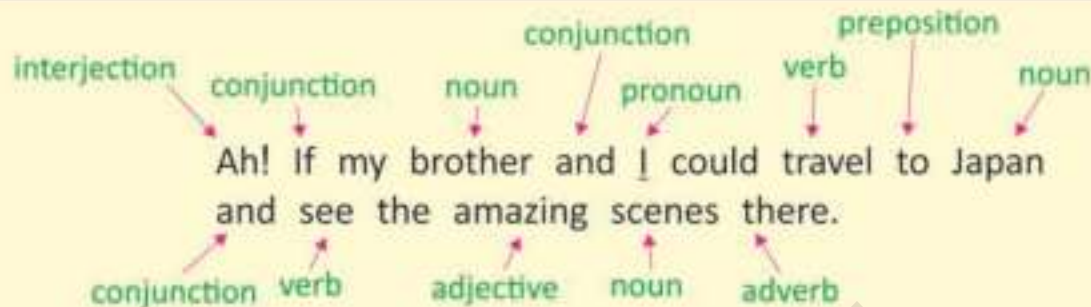 conjunction preposition
interjection conjunction noun pronoun verb noun
Ah! If my brother and I could travel to Japan
and see the amazing scenes there.
conjunction verb adjective noun adverb